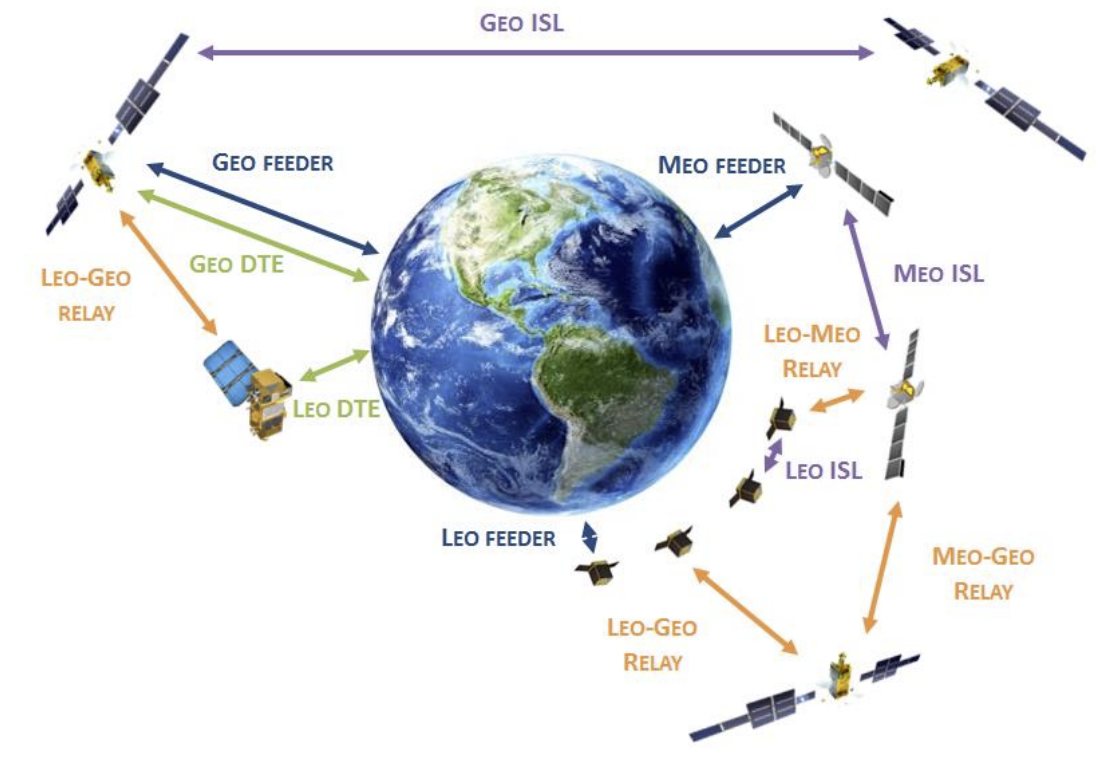 GEO ISL
GEO FEEDER
MEO FEEDER
GEO DTE
LEO-GEO
RELAY
MEO ISL
LEO-MEO
RELAY
LEO DTE
LEO ISL
LEO FEEDER
MEO-GEO
RELAY
LEO-GEO
RELAY